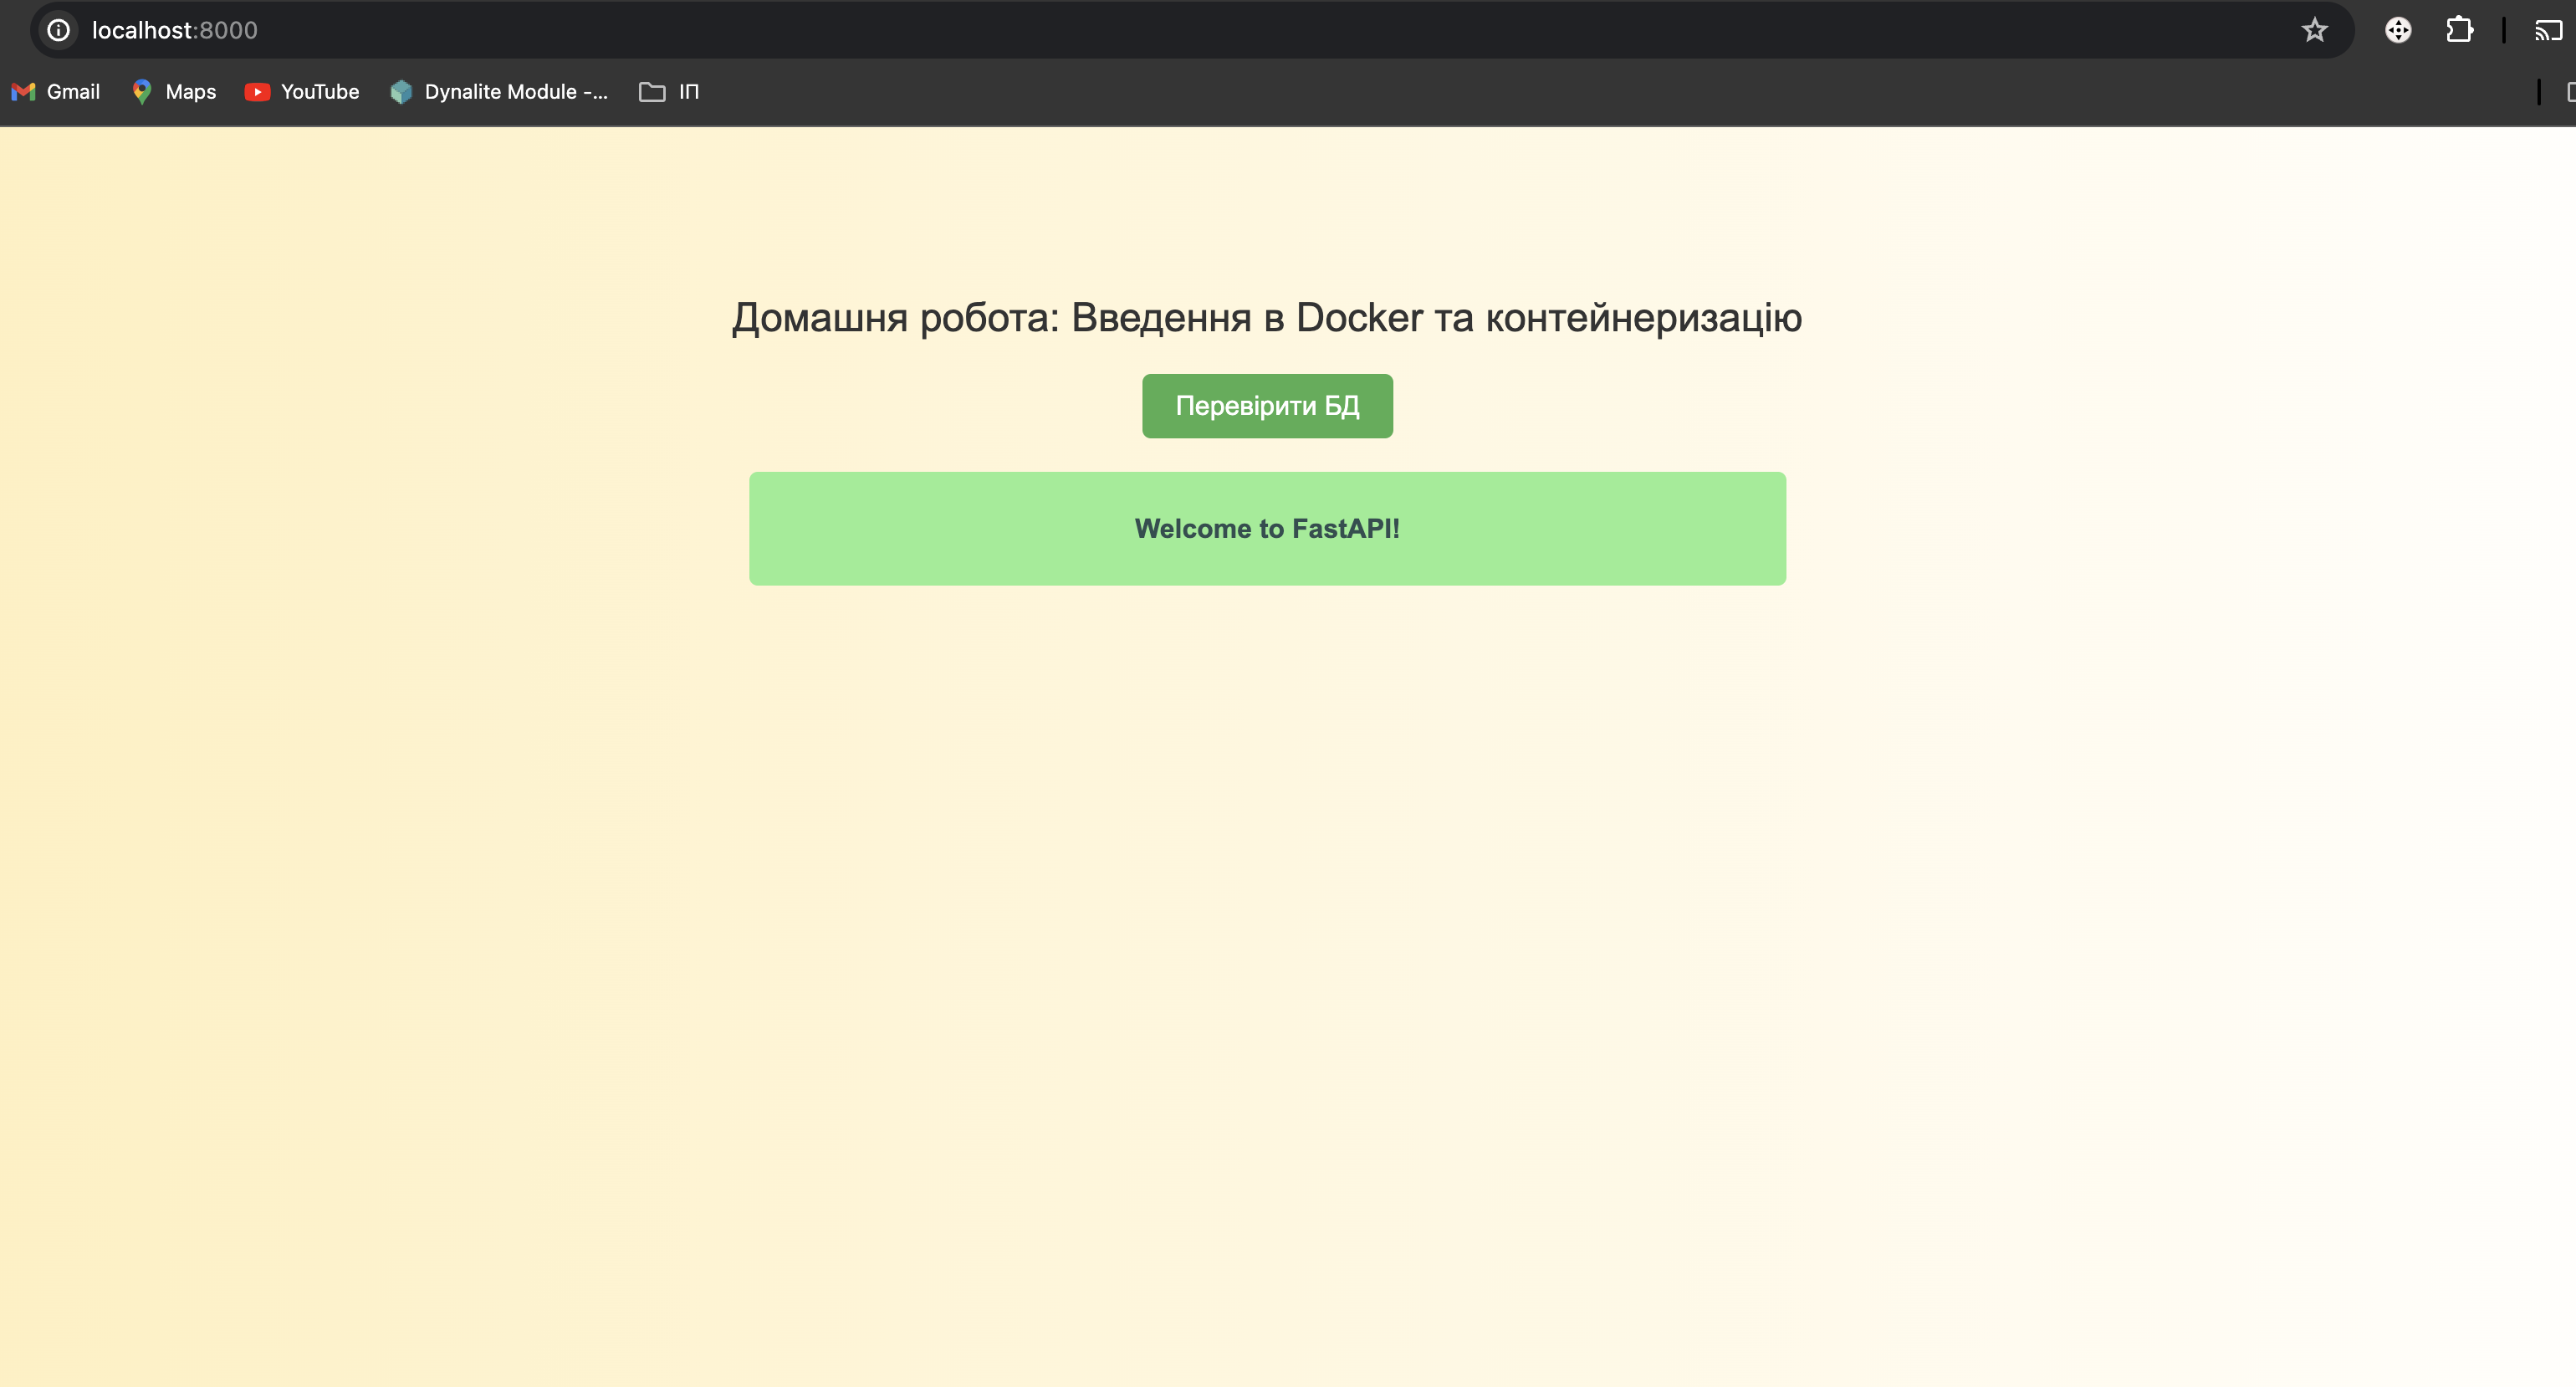 localhost:8000
Gmail Maps YouTube Dynalite Module -... ІП
Домашня робота: Введення в Docker та контейнеризацію
Перевірити БД
Welcome to FastAPI!